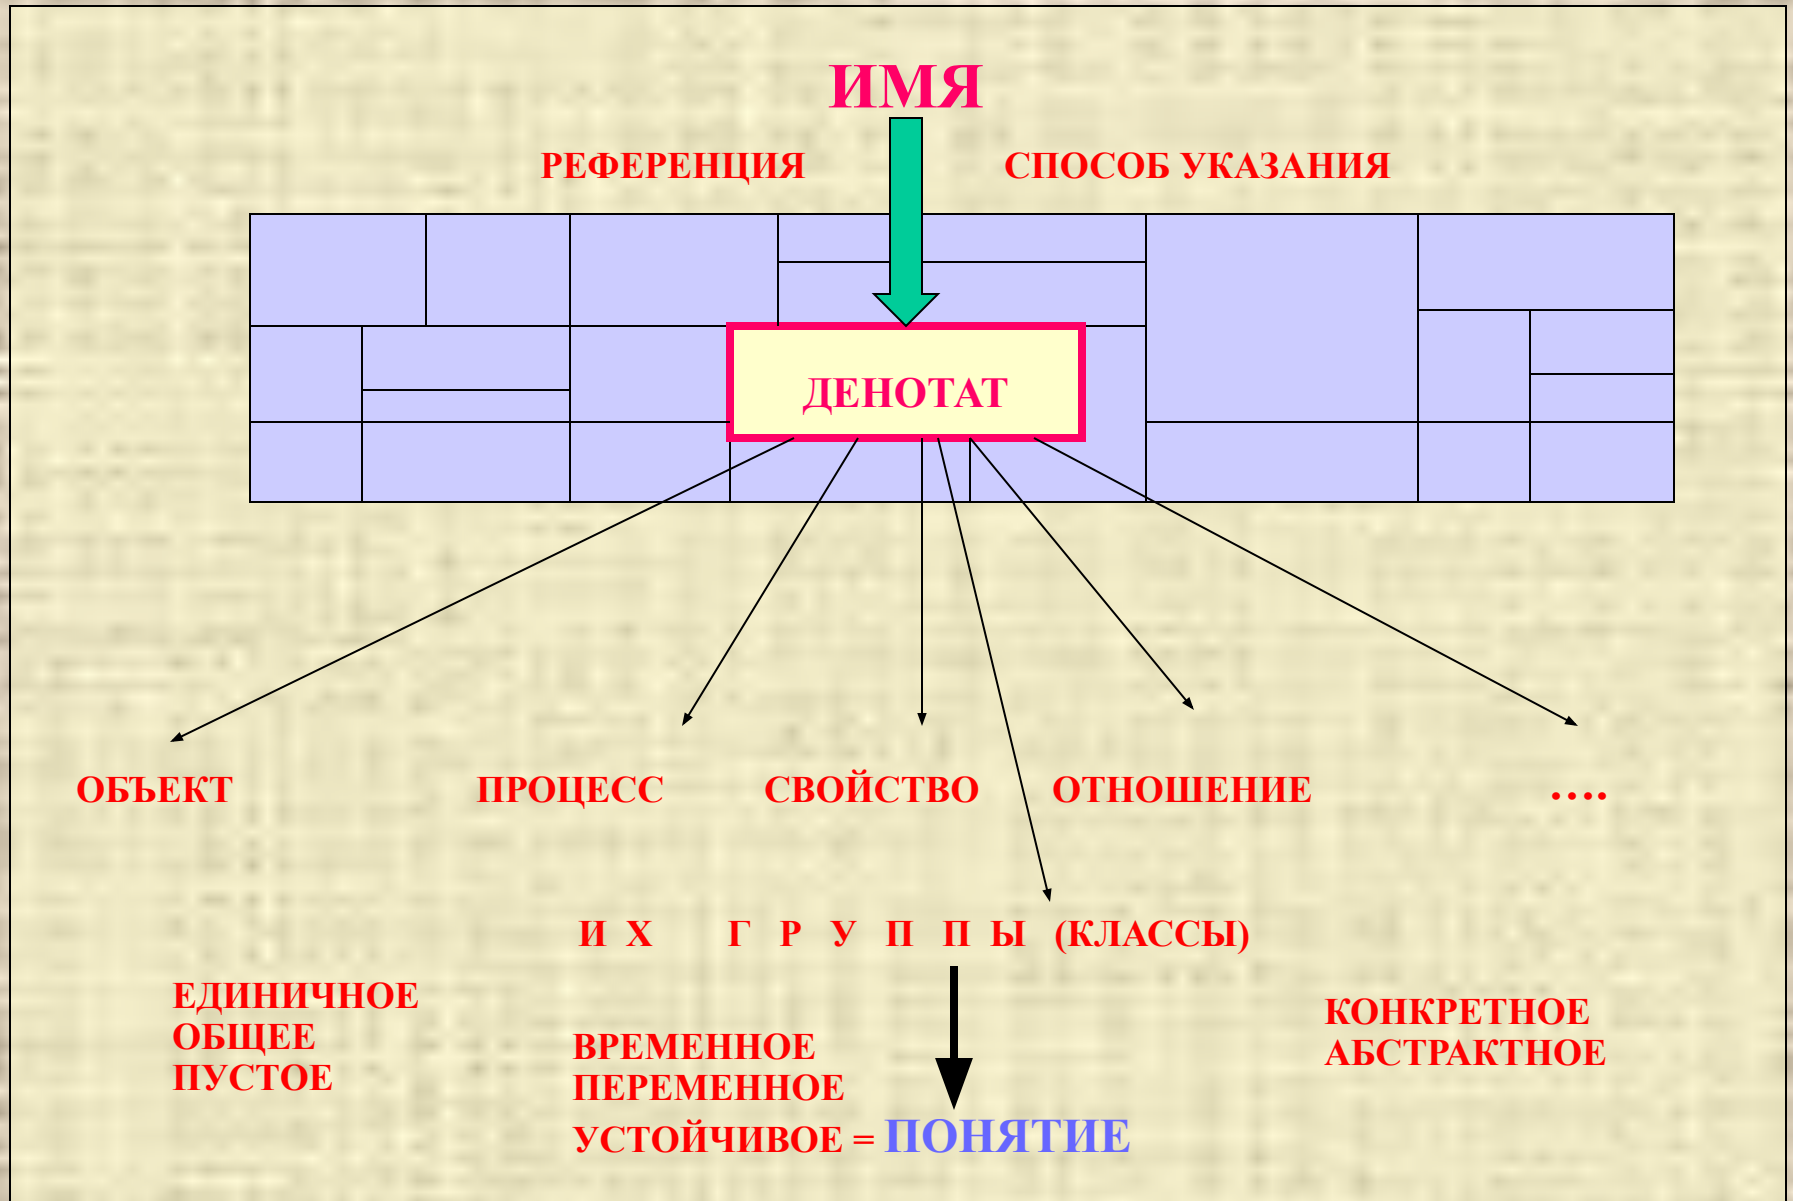 ИМЯ
РЕФЕРЕНЦИЯ СПОСОБ УКАЗАНИЯ
ДЕНОТАТ
ОБЪЕКТ ПРОЦЕСС СВОЙСТВО ОТНОШЕНИЕ ….
И Х Г Р У П П Ы (КЛАССЫ)
ЕДИНИЧНОЕ
ОБЩЕЕ
ПУСТОЕ
ВРЕМЕННОЕ
ПЕРЕМЕННОЕ
УСТОЙЧИВОЕ = ПОНЯТИЕ
КОНКРЕТНОЕ
АБСТРАКТНОЕ